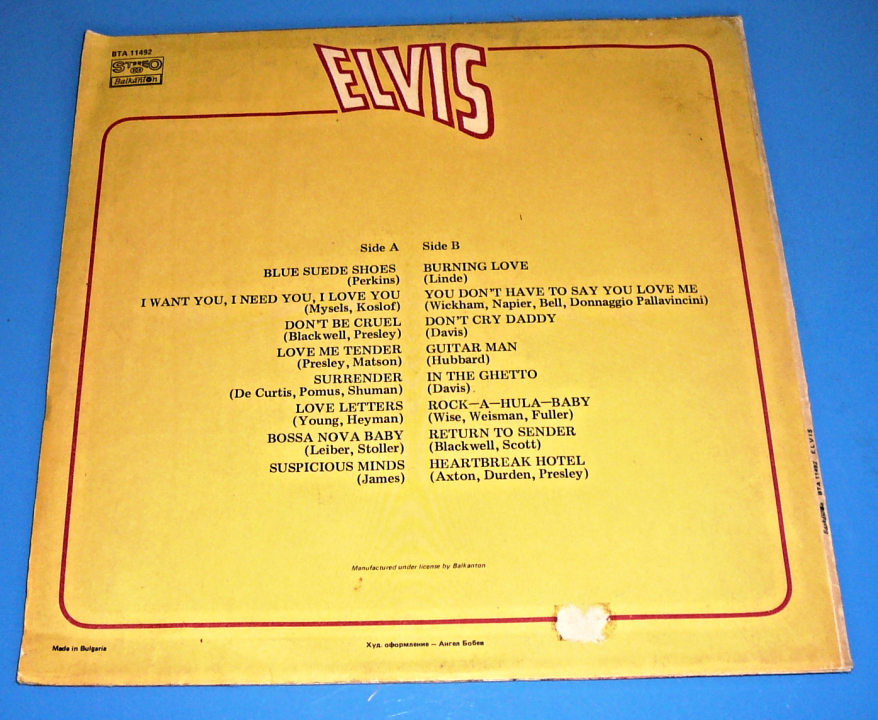 BTA 11492
STEREO
Balkanton
ELVIS
Side A
BLUE SUEDE SHOES
(Perkins)
I WANT YOU, I NEED YOU, I LOVE YOU
(Mysels, Koslof)
DON'T BE CRUEL
(Blackwell, Presley)
LOVE ME TENDER
(Presley, Matson)
SURRENDER
(De Curtis, Pomus, Shuman)
LOVE LETTERS
(Young, Heyman)
BOSSA NOVA BABY
(Leiber, Stoller)
SUSPICIOUS MINDS
(James)
Side B
BURNING LOVE
(Linde)
YOU DON'T HAVE TO SAY YOU LOVE ME
(Wickham, Napier, Bell, Donnaggio Pallavincini)
DON'T CRY DADDY
(Davis)
GUITAR MAN
(Hubbard)
IN THE GHETTO
(Davis)
ROCK—A—HULA—BABY
(Wise, Weisman, Fuller)
RETURN TO SENDER
(Blackwell, Scott)
HEARTBREAK HOTEL
(Axton, Durden, Presley)
Manufactured under license by Balkanton
Made in Bulgaria
Худ. оформление — Ангел Бобев
BTA 11492 ELVIS